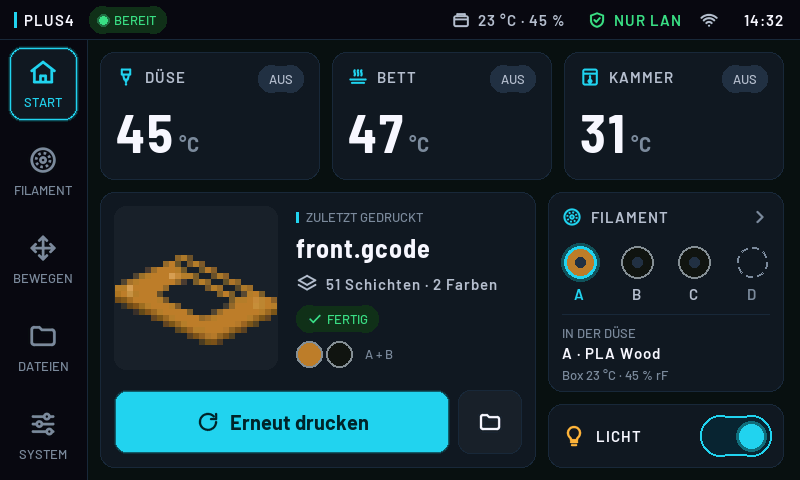 PLUS4
BEREIT
23 °C · 45 %
NUR LAN
14:32
START
FILAMENT
BEWEGEN
DATEIEN
SYSTEM
DÜSE
AUS
45 °C
BETT
AUS
47 °C
KAMMER
AUS
31 °C
ZULETZT GEDRUCKT
front.gcode
51 Schichten · 2 Farben
FERTIG
A + B
Erneut drucken
FILAMENT
A B C D
IN DER DÜSE
A · PLA Wood
Box 23 °C · 45 % rF
LICHT